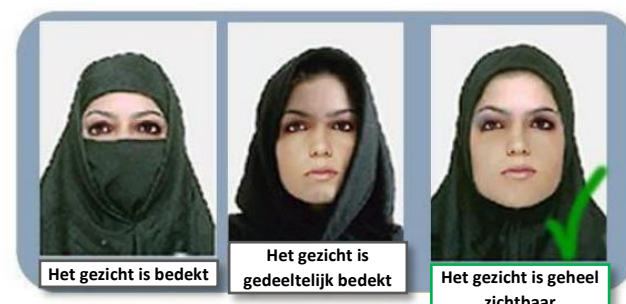 Het gezicht is bedekt
Het gezicht is
gedeeltelijk bedekt
Het gezicht is geheel
zichtbaar